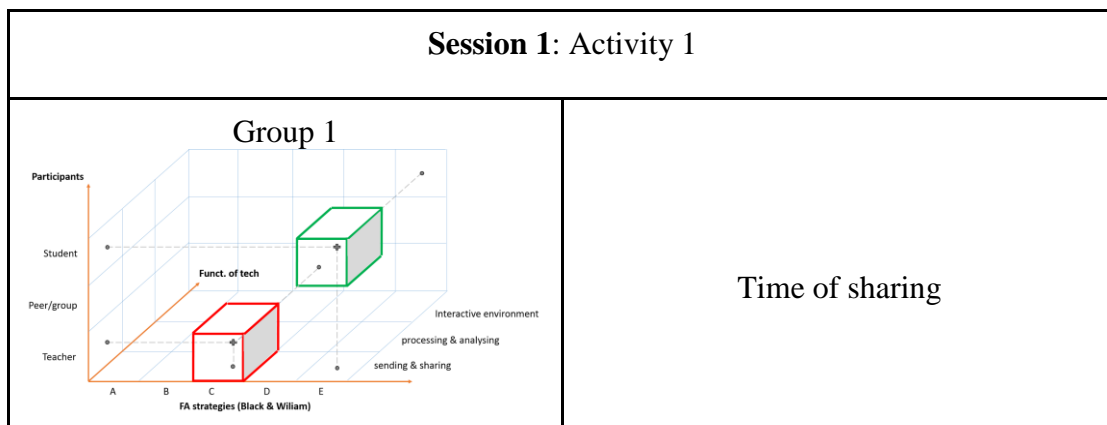 Session 1: Activity 1
Group 1
Participants
Student
Funct. of tech
Peer/group
Interactive environment
processing & analysing
Teacher
sending & sharing
A B C D E
FA strategies (Black & Wiliam)
Time of sharing